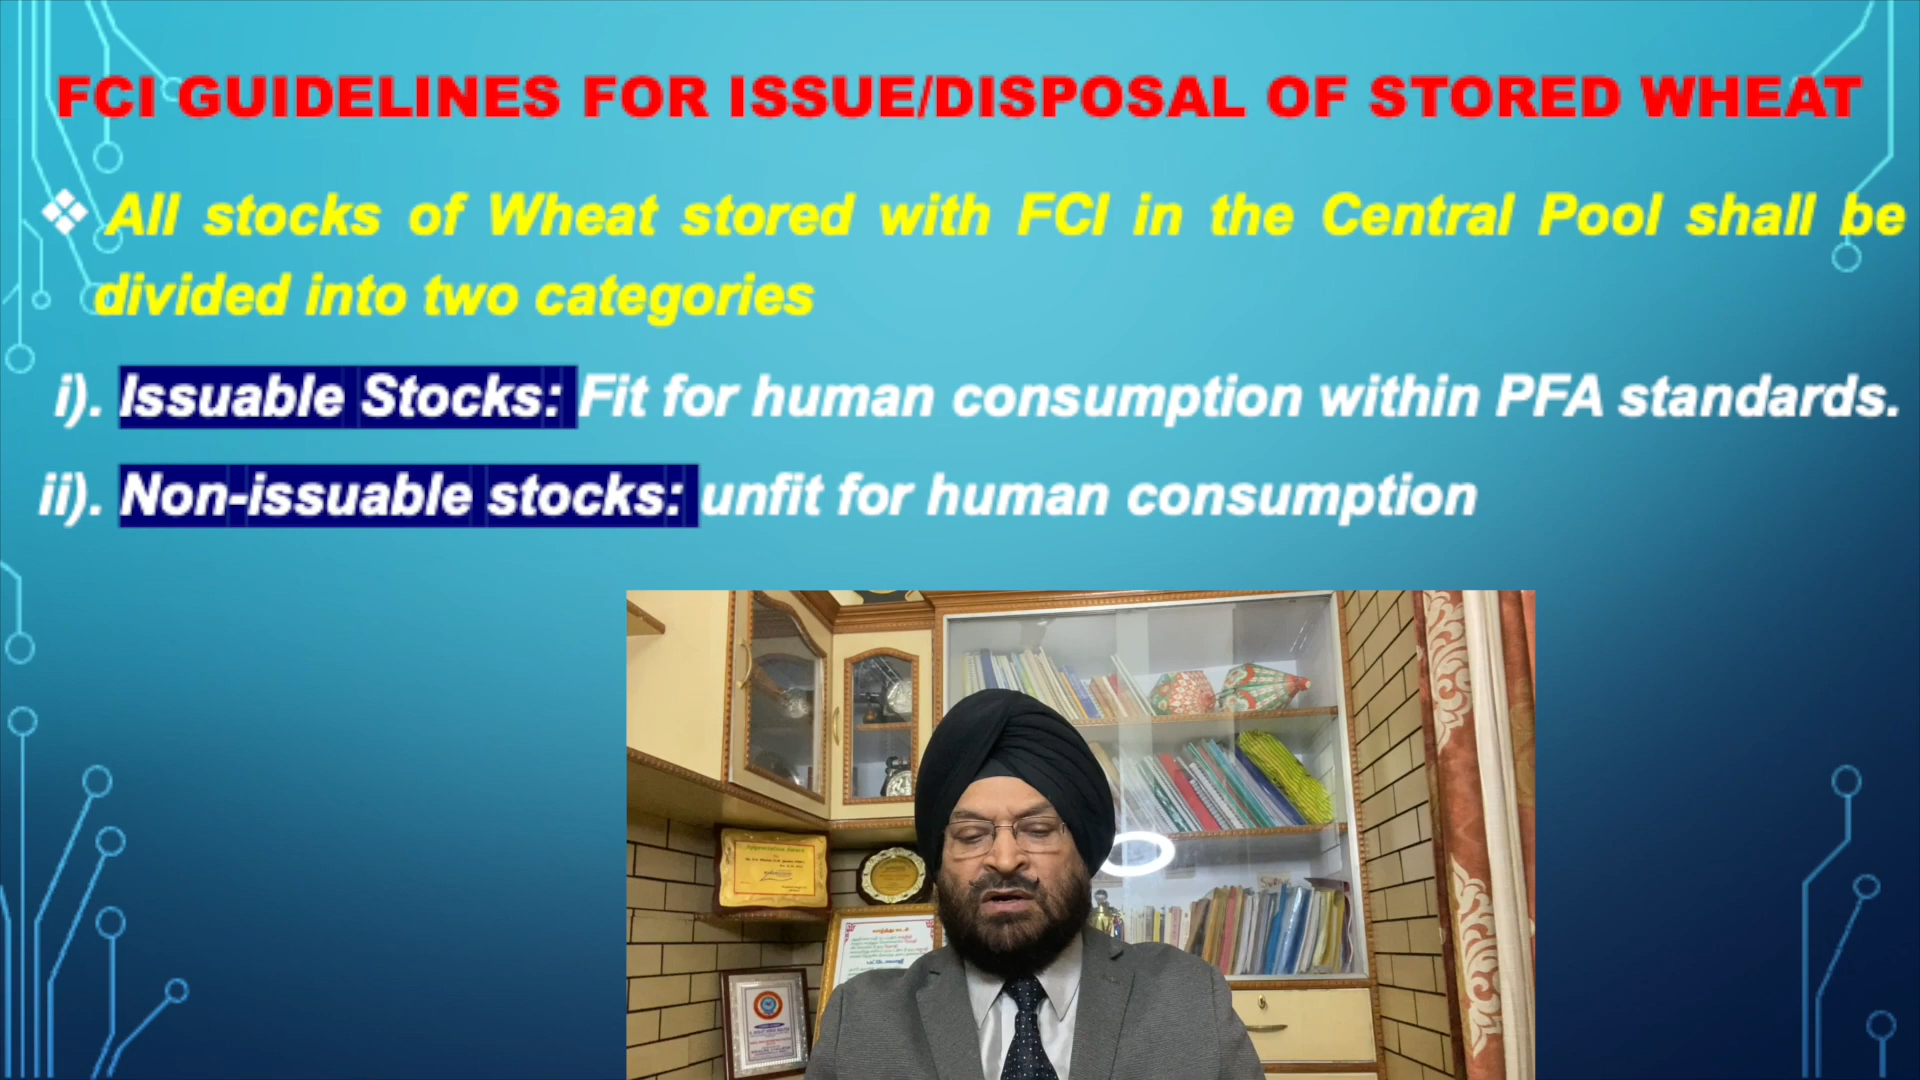 FCI GUIDELINES FOR ISSUE/DISPOSAL OF STORED WHEAT
❖ All stocks of Wheat stored with FCI in the Central Pool shall be
divided into two categories
i). Issuable Stocks: Fit for human consumption within PFA standards.
ii). Non-issuable stocks: unfit for human consumption
Appreciation Award